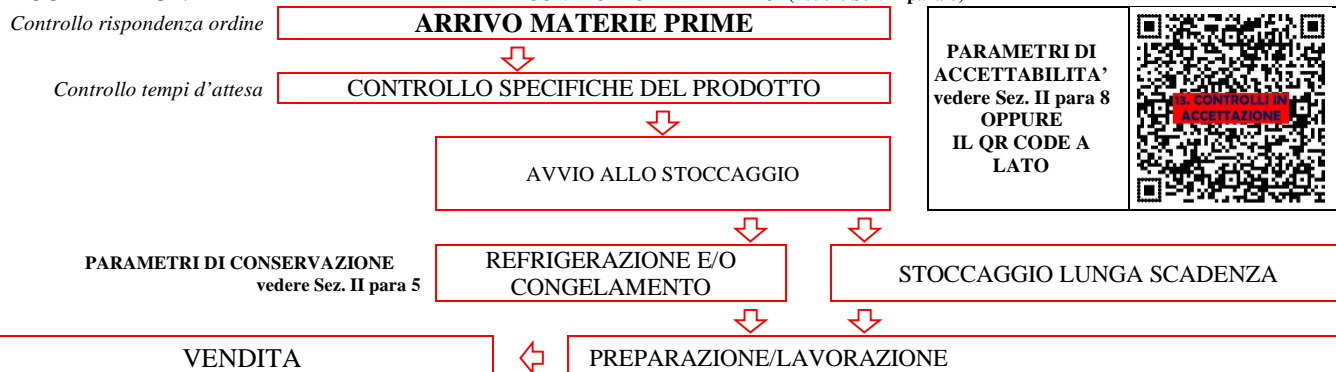 Controllo rispondenza ordine
ARRIVO MATERIE PRIME
Controllo tempi d’attesa
CONTROLLO SPECIFICHE DEL PRODOTTO
PARAMETRI DI
ACCETTABILITA’
vedere Sez. II para 8
OPPURE
IL QR CODE A
LATO
13. CONTROLLI IN
ACCETTAZIONE
AVVIO ALLO STOCCAGGIO
PARAMETRI DI CONSERVAZIONE
vedere Sez. II para 5
REFRIGERAZIONE E/O
CONGELAMENTO
STOCCAGGIO LUNGA SCADENZA
VENDITA
PREPARAZIONE/LAVORAZIONE